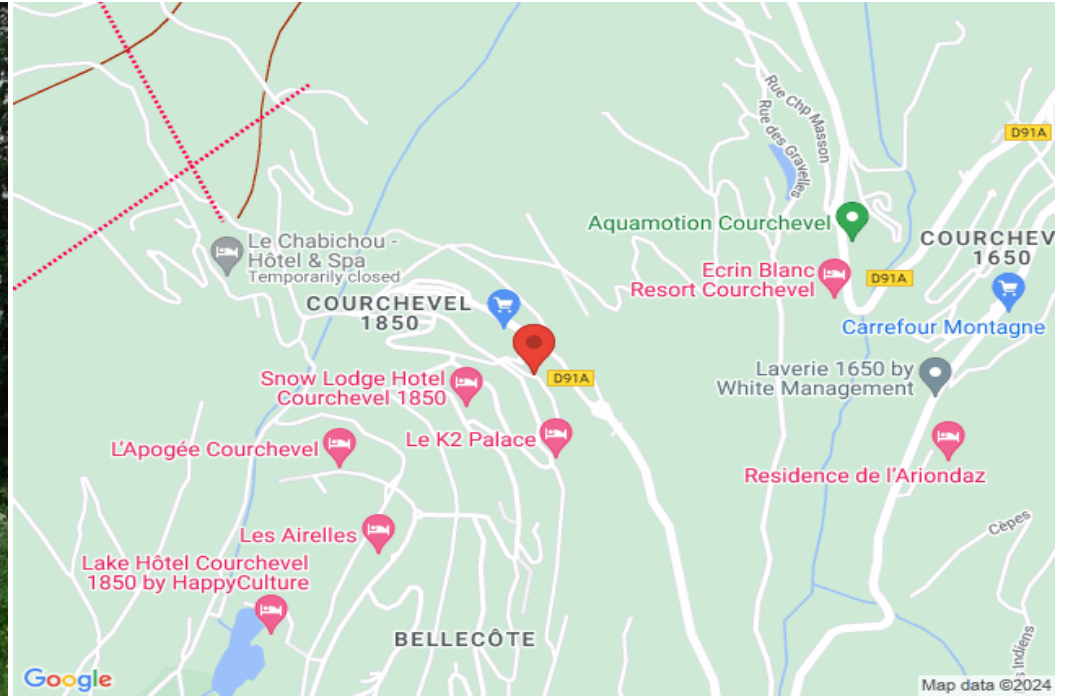 D91A
Rue Chp Masson
Rue des Gravelles
Aquamotion Courchevel
Le Chabichou -
Hôtel & Spa
Temporarily closed
COURCHEV
1650
Ecrin Blanc
Resort Courchevel
D91A
COURCHEVEL
1850
Carrefour Montagne
Laverie 1650 by
White Management
D91A
Snow Lodge Hotel
Courchevel 1850
Le K2 Palace
L'Apogée Courchevel
Residence de l'Ariondaz
Cèpes
Les Airelles
Lake Hôtel Courchevel
1850 by HappyCulture
BELLECÔTE
s Indiens
Google
Map data ©2024